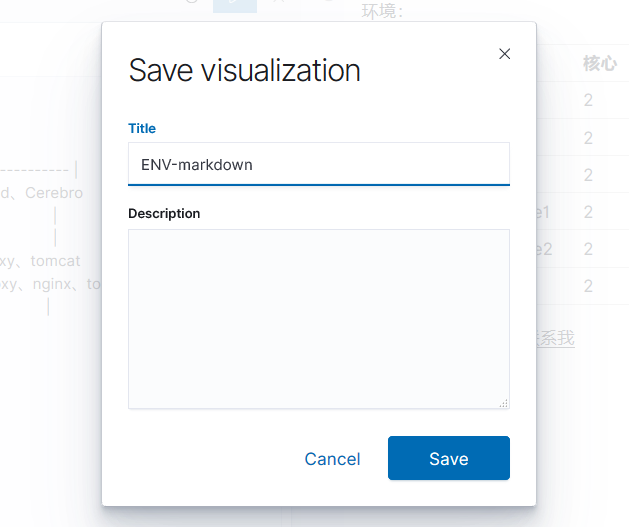 环境：
Save visualization
核心
2
Title
2
ENV-markdown
---------- |
2
d、Cerebro
|
Description
e1
2
|
e2
2
xy、tomcat
oxy、nginx、to
2
|
系我
Cancel
Save